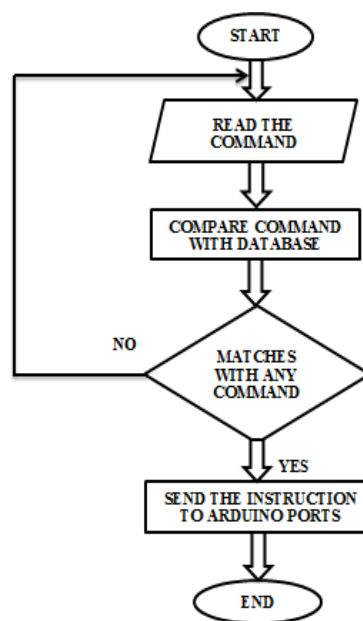 START
READ THE
COMMAND
COMPARE COMMAND
WITH DATABASE
NO
MATCHES
WITH ANY
COMMAND
YES
SEND THE INSTRUCTION
TO ARDUINO PORTS
END